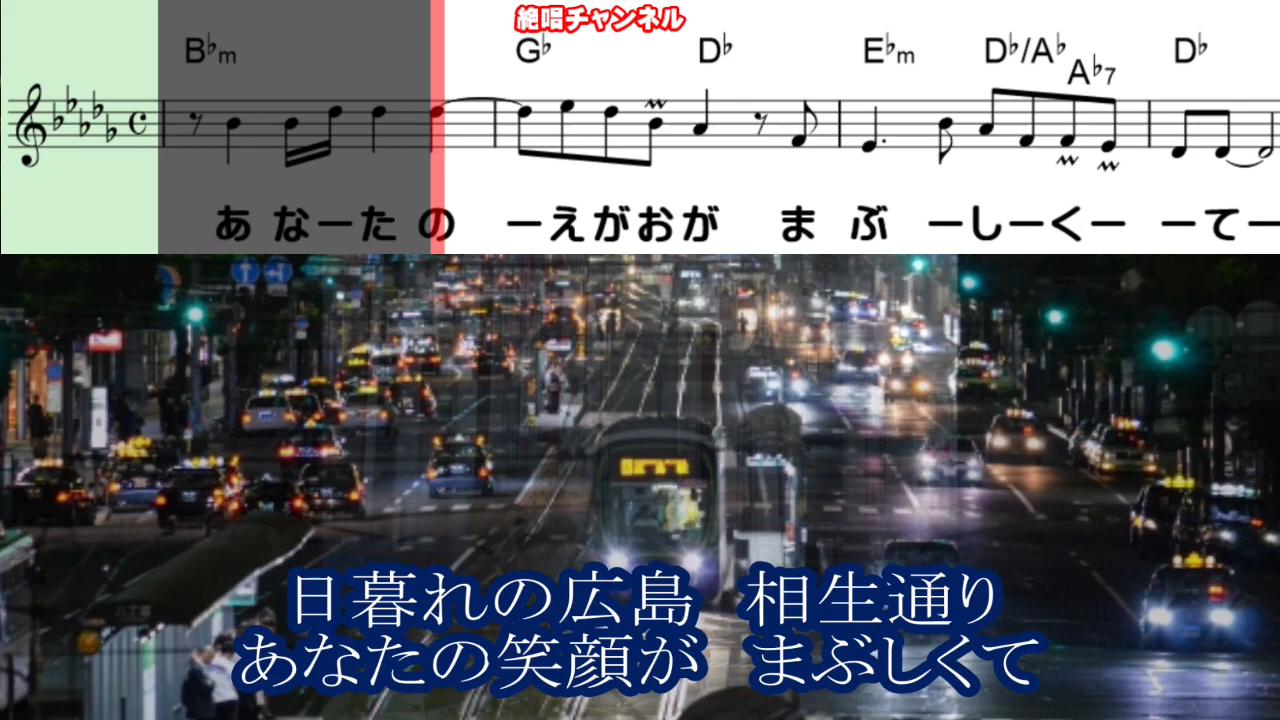 絶唱チャンネル
B♭m G♭ D♭ E♭m D♭/A♭ A♭7 D♭
あ なーた の ーえがおが ま ぶ ーしーくー ーてー
日暮れの広島 相生通り
あなたの笑顔が まぶしくて